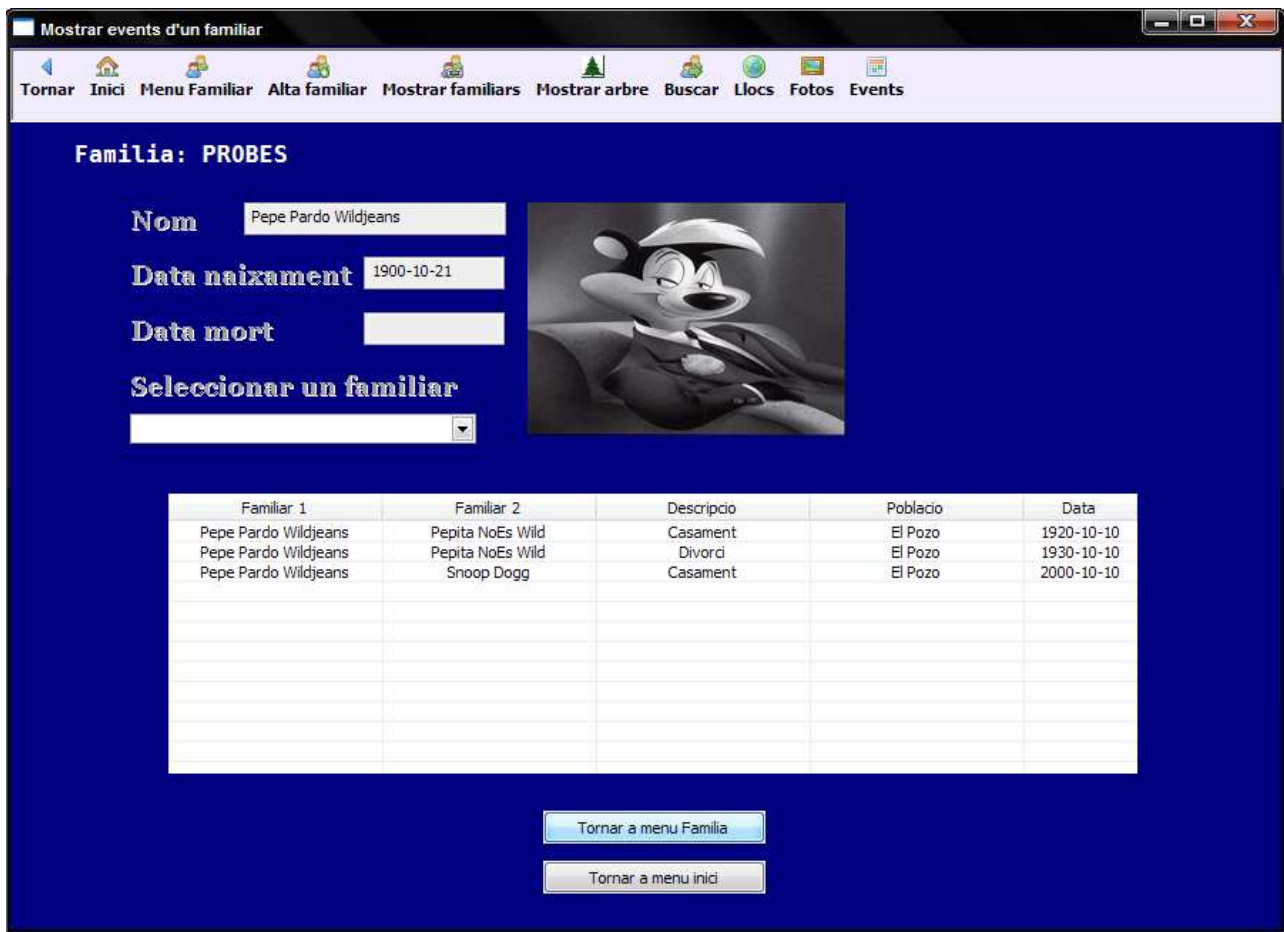 Mostrar events d'un familiar
Tornar Inici Menu Familiar Alta familiar Mostrar familiars Mostrar arbre Buscar Llocs Fotos Events
Familia: PROBES
Nom Pepe Pardo Wildjeans
Data naixament 1900-10-21
Data mort
Seleccionar un familiar
Familiar 1 Familiar 2 Descripcio Poblacio Data
Pepe Pardo Wildjeans Pepita NoEs Wild Casament El Pozo 1920-10-10
Pepe Pardo Wildjeans Pepita NoEs Wild Divorci El Pozo 1930-10-10
Pepe Pardo Wildjeans Snoop Dogg Casament El Pozo 2000-10-10
Tornar a menu Familia
Tornar a menu inici